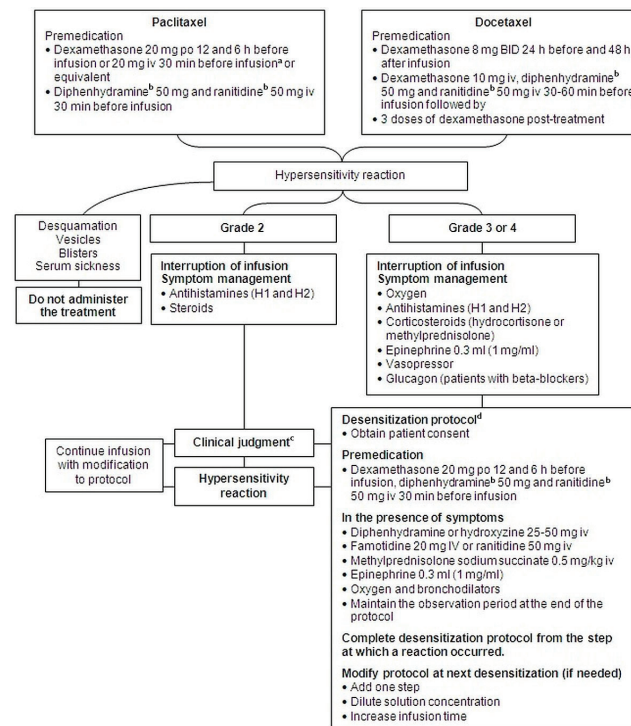 Paclitaxel
Premedication
• Dexamethasone 20 mg po 12 and 6 h before
infusion or 20 mg iv 30 min before infusionᵃ or
equivalent
• Diphenhydramineᵇ 50 mg and ranitidineᵇ 50 mg iv
30 min before infusion
Docetaxel
Premedication
• Dexamethasone 8 mg BID 24 h before and 48 h
after infusion
• Dexamethasone 10 mg iv, diphenhydramineᵇ
50 mg and ranitidineᵇ 50 mg iv 30-60 min before
infusion followed by
• 3 doses of dexamethasone post-treatment
Hypersensitivity reaction
Desquamation
Vesicles
Blisters
Serum sickness
Do not administer
the treatment
Grade 2
Interruption of infusion
Symptom management
• Antihistamines (H1 and H2)
• Steroids
Grade 3 or 4
Interruption of infusion
Symptom management
• Oxygen
• Antihistamines (H1 and H2)
• Corticosteroids (hydrocortisone or
methylprednisolone)
• Epinephrine 0.3 ml (1 mg/ml)
• Vasopressor
• Glucagon (patients with beta-blockers)
Continue infusion
with modification
to protocol
Clinical judgmentᶜ
Hypersensitivity
reaction
Desensitization protocolᵈ
• Obtain patient consent
Premedication
• Dexamethasone 20 mg po 12 and 6 h before
infusion, diphenhydramineᵇ 50 mg and ranitidineᵇ
50 mg iv 30 min before infusion
In the presence of symptoms
• Diphenhydramine or hydroxyzine 25-50 mg iv
• Famotidine 20 mg IV or ranitidine 50 mg iv
• Methylprednisolone sodium succinate 0.5 mg/kg iv
• Epinephrine 0.3 ml (1 mg/ml)
• Oxygen and bronchodilators
• Maintain the observation period at the end of the
protocol
Complete desensitization protocol from the step
at which a reaction occurred.
Modify protocol at next desensitization (if needed)
• Add one step
• Dilute solution concentration
• Increase infusion time